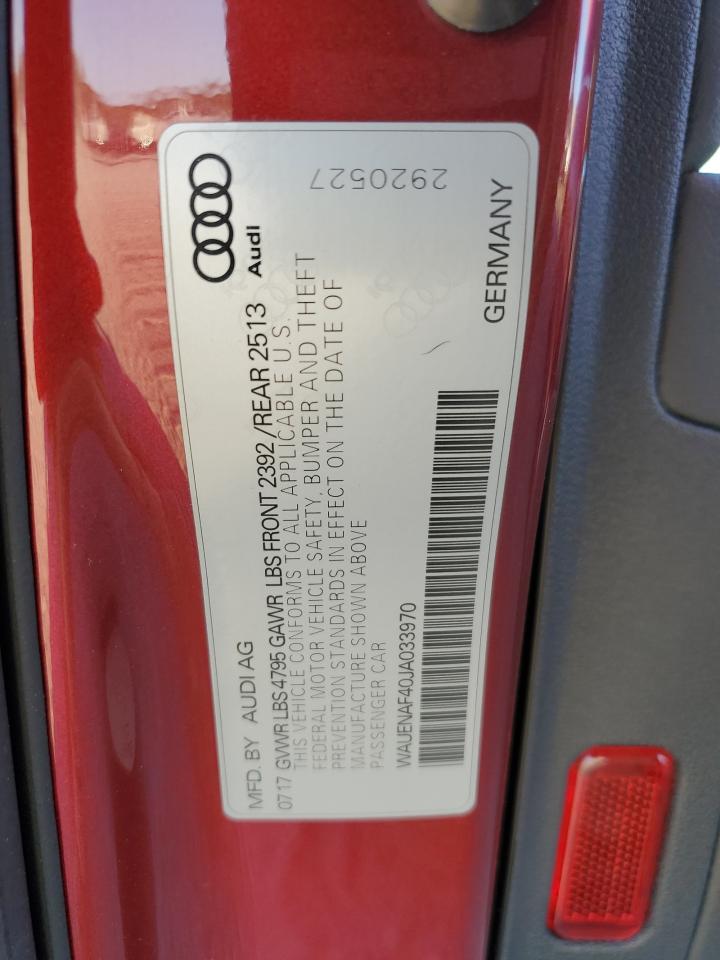 MFD. BY AUDI AG
Audi
2920527
0717 GVWR LBS 4795 GAWR LBS FRONT 2392/REAR 2513
THIS VEHICLE CONFORMS TO ALL APPLICABLE U.S.
FEDERAL MOTOR VEHICLE SAFETY, BUMPER AND THEFT
PREVENTION STANDARDS IN EFFECT ON THE DATE OF
MANUFACTURE SHOWN ABOVE
PASSENGER CAR
WAUENAF40JA033970
GERMANY